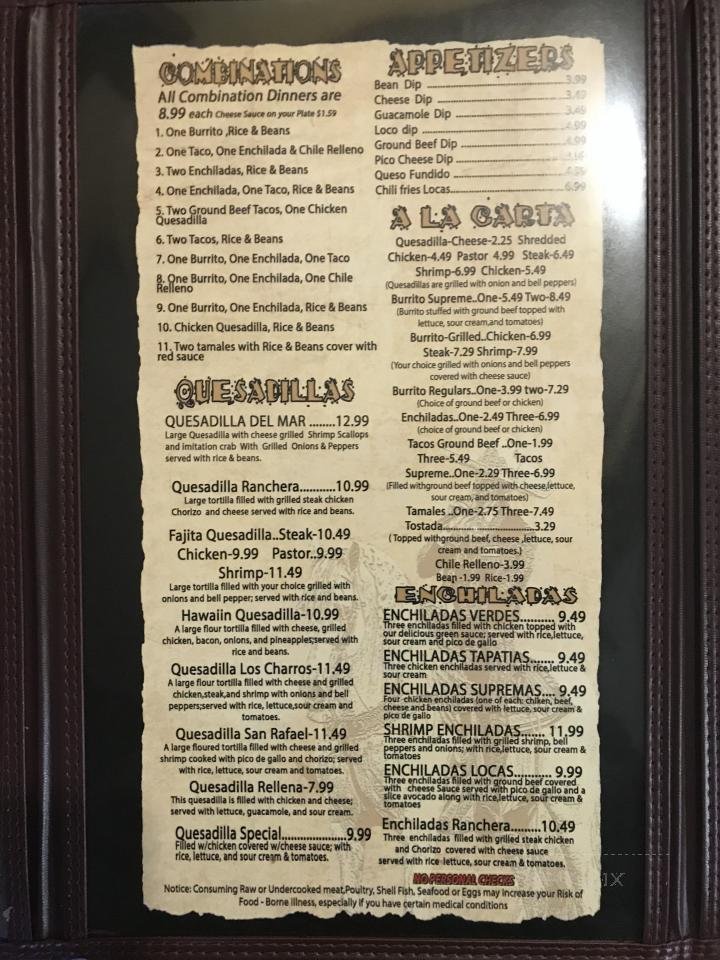 COMBINATIONS
All Combination Dinners are
8.99 each Cheese Sauce on your Plate $1.59
1. One Burrito ,Rice & Beans
2. One Taco, One Enchilada & Chile Relleno
3. Two Enchiladas, Rice & Beans
4. One Enchilada, One Taco, Rice & Beans
5. Two Ground Beef Tacos, One Chicken
Quesadilla
6. Two Tacos, Rice & Beans
7. One Burrito, One Enchilada, One Taco
8. One Burrito, One Enchilada, One Chile
Relleno
9. One Burrito, One Enchilada, Rice & Beans
10. Chicken Quesadilla, Rice & Beans
11. Two tamales with Rice & Beans cover with
red sauce
QUESADILLAS
QUESADILLA DEL MAR ........12.99
Large Quesadilla with cheese grilled Shrimp Scallops
and imitation crab With Grilled Onions & Peppers
served with rice & beans.
Quesadilla Ranchera...........10.99
Large tortilla filled with grilled steak chicken
Chorizo and cheese served with rice and beans.
Fajita Quesadilla..Steak-10.49
Chicken-9.99 Pastor..9.99
Shrimp-11.49
Large tortilla filled with your choice grilled with
onions and bell pepper; served with rice and beans.
Hawaiin Quesadilla-10.99
A large flour tortilla filled with cheese, grilled
chicken, bacon, onions, and pineapples;served with
rice and beans.
Quesadilla Los Charros-11.49
A large flour tortilla filled with cheese and grilled
chicken,steak,and shrimp with onions and bell
peppers;served with rice, lettuce,sour cream and
tomatoes.
Quesadilla San Rafael-11.49
A large floured tortilla filled with cheese and grilled
shrimp cooked with pico de gallo and chorizo; served
with rice, lettuce, sour cream and tomatoes.
Quesadilla Rellena-7.99
This quesadilla is filled with chicken and cheese;
served with lettuce, guacamole, and sour cream.
Quesadilla Special....................9.99
Filled w/chicken covered w/cheese sauce; with
rice, lettuce, and sour cream & tomatoes.
APPETIZERS
Bean Dip ........................................ 3.99
Cheese Dip ..................................... 3.49
Guacamole Dip ................................ 3.49
Loco dip ......................................... 4.99
Ground Beef Dip .............................. 4.99
Pico Cheese Dip ..............................
Queso Fundido ................................
Chili fries Locas................................ 6.99
A LA CARTA
Quesadilla-Cheese-2.25 Shredded
Chicken-4.49 Pastor 4.99 Steak-6.49
Shrimp-6.99 Chicken-5.49
(Quesadillas are grilled with onion and bell peppers)
Burrito Supreme..One-5.49 Two-8.49
(Burrito stuffed with ground beef topped with
lettuce, sour cream,and tomatoes)
Burrito-Grilled..Chicken-6.99
Steak-7.29 Shrimp-7.99
(Your choice grilled with onions and bell peppers
covered with cheese sauce)
Burrito Regulars..One-3.99 two-7.29
(Choice of ground beef or chicken)
Enchiladas..One-2.49 Three-6.99
(choice of ground beef or chicken)
Tacos Ground Beef ..One-1.99
Three-5.49 Tacos
Supreme..One-2.29 Three-6.99
(Filled withground beef topped with cheese,lettuce,
sour cream, and tomatoes)
Tamales ..One-2.75 Three-7.49
Tostada......................................3.29
( Topped withground beef, cheese ,lettuce, sour
cream and tomatoes.)
Chile Relleno-3.99
Bean -1.99 Rice-1.99
ENCHILADAS
ENCHILADAS VERDES.......... 9.49
Three enchiladas filled with chicken topped with
our delicious green sauce; served with rice,lettuce,
sour cream and pico de gallo
ENCHILADAS TAPATIAS....... 9.49
Three chicken enchiladas served with rice,lettuce &
sour cream
ENCHILADAS SUPREMAS.... 9.49
Four chicken enchiladas (one of each: chiken, beef,
cheese and beans) covered with lettuce, sour cream &
pico de gallo
SHRIMP ENCHILADAS....... 11,99
Three enchiladas filled with grilled shrimp, bell
peppers and onions; with rice,lettuce, sour cream &
tomatoes
ENCHILADAS LOCAS........... 9.99
Three enchiladas filled with ground beef covered
with cheese Sauce served with pico de gallo and a
slice avocado along with rice,lettuce, sour cream &
tomatoes
Enchiladas Ranchera.........10.49
Three enchiladas filled with grilled steak chicken
and Chorizo covered with cheese sauce
served with rice lettuce, sour cream & tomatoes.
NO PERSONAL CHECKS
Notice: Consuming Raw or Undercooked meat,Poultry, Shell Fish, Seafood or Eggs may increase your Risk of
Food - Borne illness, especially if you have certain medical conditions